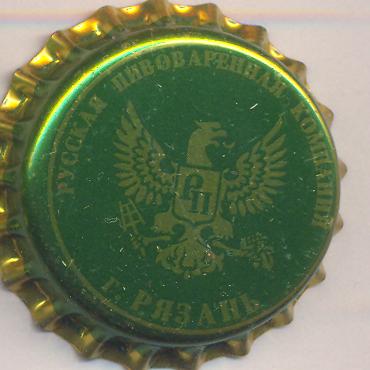 РУССКАЯ ПИВОВАРЕННАЯ КОМПАНИЯ
РП
Г. РЯЗАНЬ